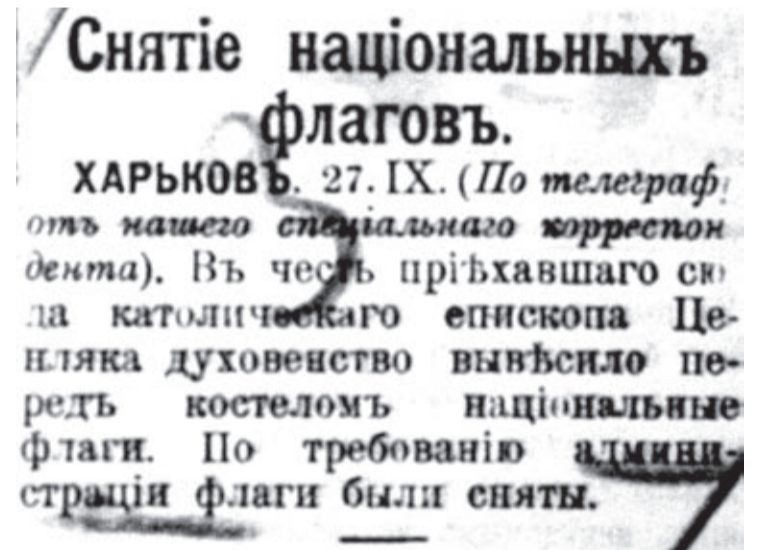 Снятіе національныхъ
флаговъ.
ХАРЬКОВЪ. 27. IX. (По телеграф
отъ нашего спеціальнаго корреспон
дента). Въ честь пріѣхавшаго сю
да католическаго епископа Це-
пляка духовенство вывѣсило пе-
редъ костеломъ національные
флаги. По требованію админи-
страціи флаги были сняты.